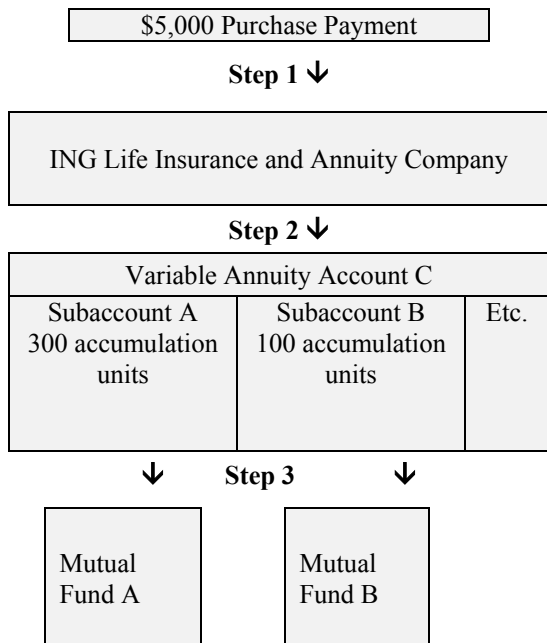 $5,000 Purchase Payment
Step 1 ↓
ING Life Insurance and Annuity Company
Step 2 ↓
Variable Annuity Account C
Subaccount A
300 accumulation
units
Subaccount B
100 accumulation
units
Etc.
↓ Step 3 ↓
Mutual
Fund A
Mutual
Fund B